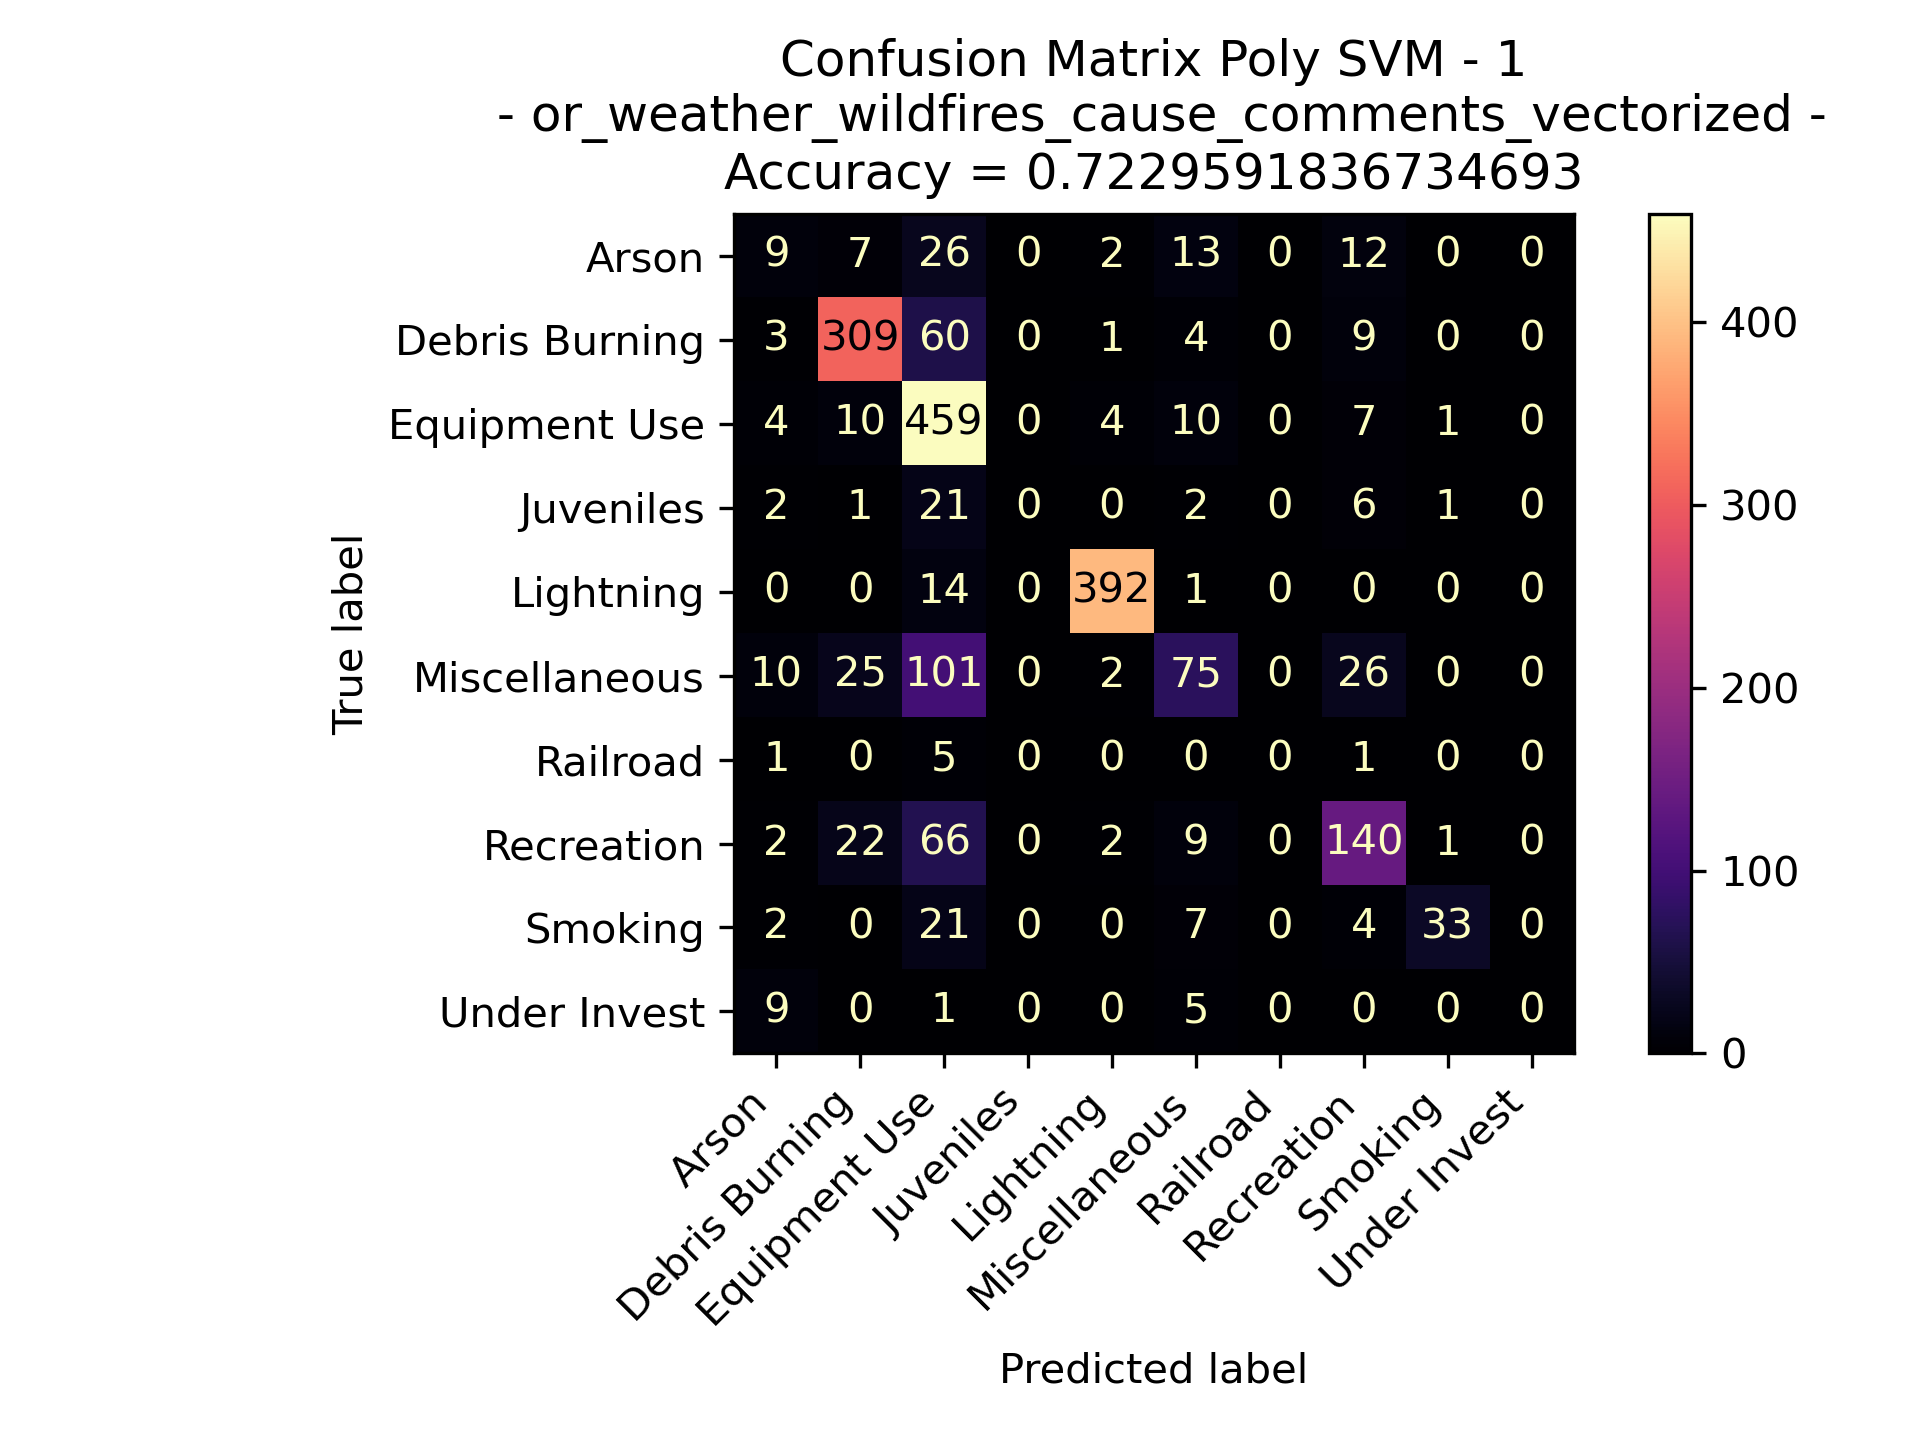 Confusion Matrix Poly SVM - 1
- or_weather_wildfires_cause_comments_vectorized -
Accuracy = 0.7229591836734693
True label
Arson 9 7 26 0 2 13 0 12 0 0
Debris Burning 3 309 60 0 1 4 0 9 0 0
Equipment Use 4 10 459 0 4 10 0 7 1 0
Juveniles 2 1 21 0 0 2 0 6 1 0
Lightning 0 0 14 0 392 1 0 0 0 0
Miscellaneous 10 25 101 0 2 75 0 26 0 0
Railroad 1 0 5 0 0 0 0 1 0 0
Recreation 2 22 66 0 2 9 0 140 1 0
Smoking 2 0 21 0 0 7 0 4 33 0
Under Invest 9 0 1 0 0 5 0 0 0 0
Arson
Debris Burning
Equipment Use
Juveniles
Lightning
Miscellaneous
Railroad
Recreation
Smoking
Under Invest
Predicted label
400
300
200
100
0